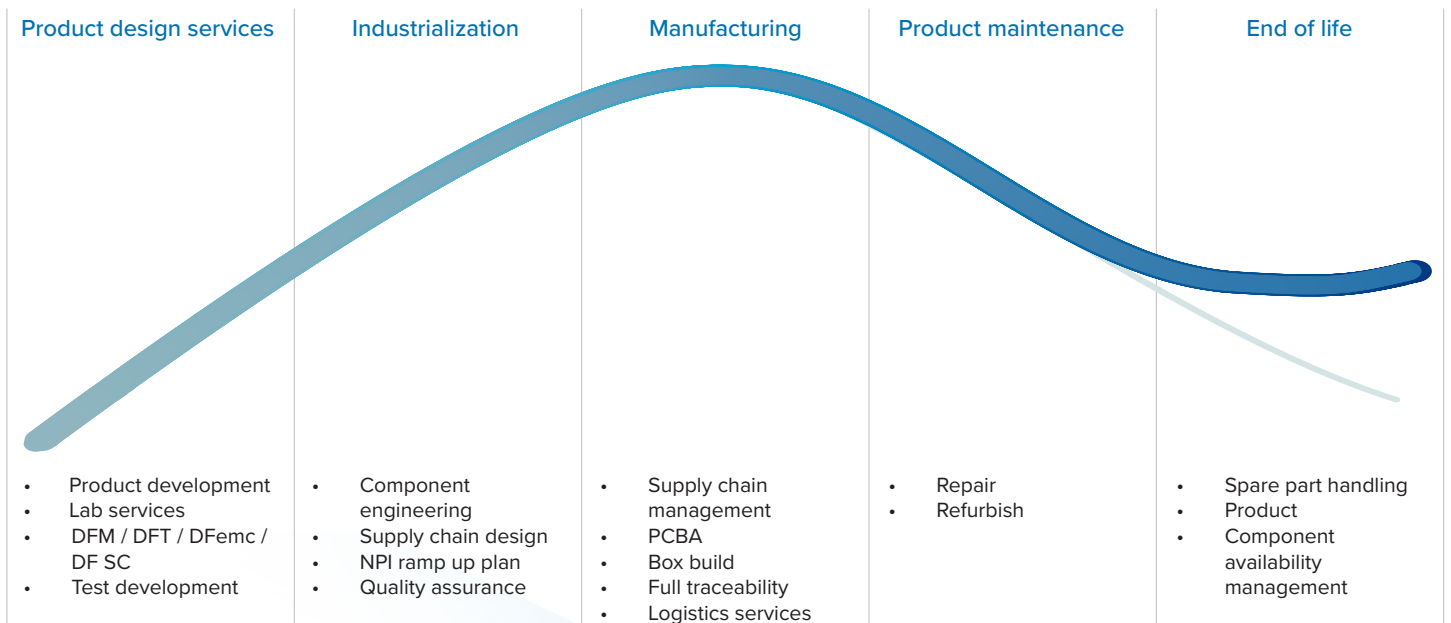 Product design services
Industrialization
Manufacturing
Product maintenance
End of life
• Product development
• Lab services
• DFM / DFT / DFemc /
DF SC
• Test development
• Component
engineering
• Supply chain design
• NPI ramp up plan
• Quality assurance
• Supply chain
management
• PCBA
• Box build
• Full traceability
• Logistics services
• Repair
• Refurbish
• Spare part handling
• Product
• Component
availability
management